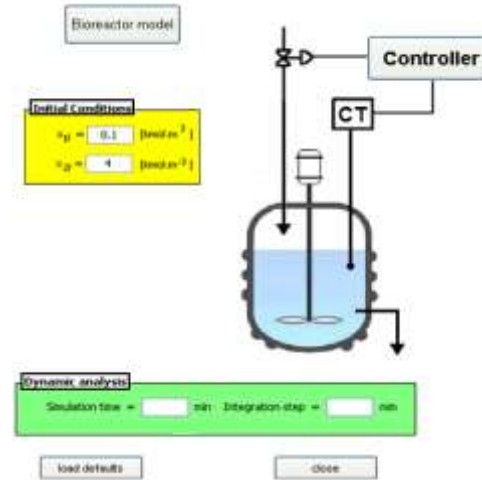 Bioreactor model
Controller
CT
Initial Conditions
= 0.1
= 4
Dynamic analysis
Simulation time = min Integration step = min
load defaults
close